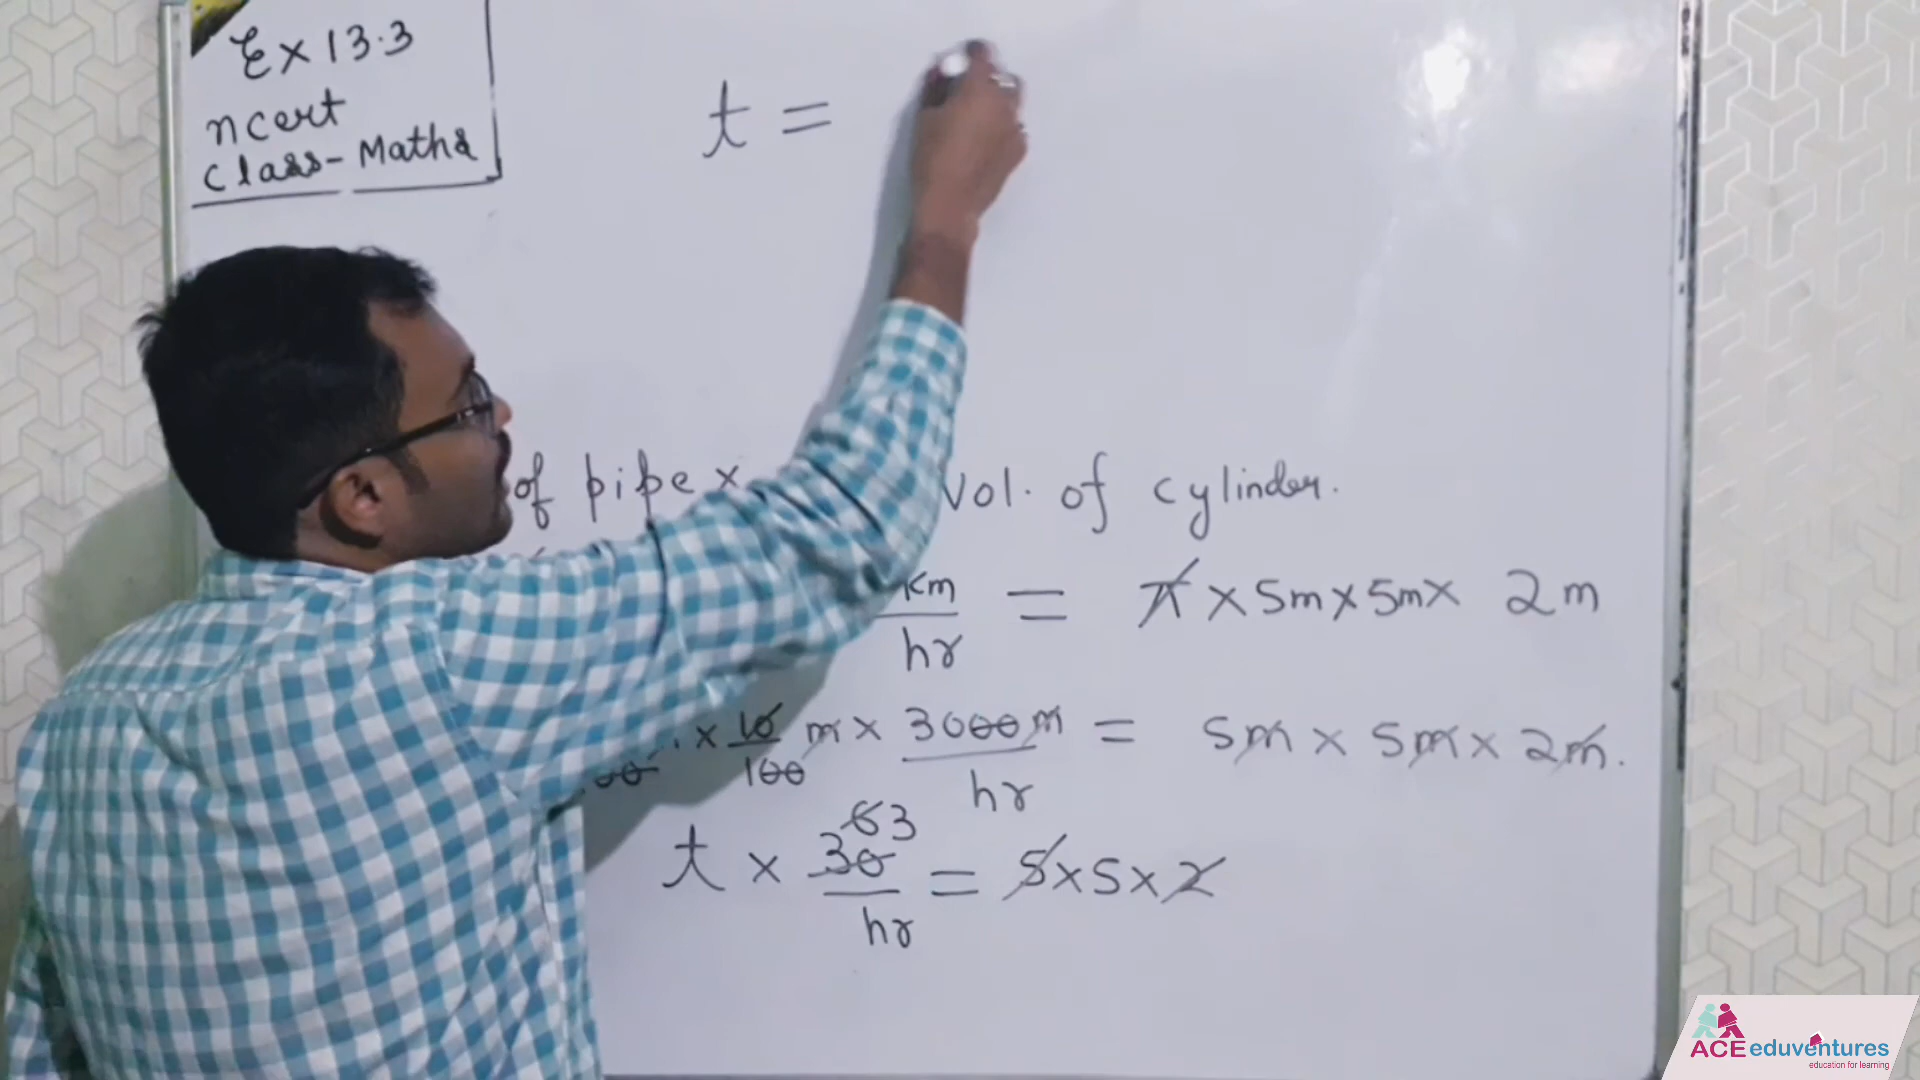 Ex 13.3
ncert
Class-Maths
t =
of pipe x Vol. of cylinder.
km/hr = π x 5m x 5m x 2m
x 10/100 m x 3000m/hr = 5m x 5m x 2m.
63
t x 30/hr = 5 x 5 x 2
ACE eduventures
education for learning